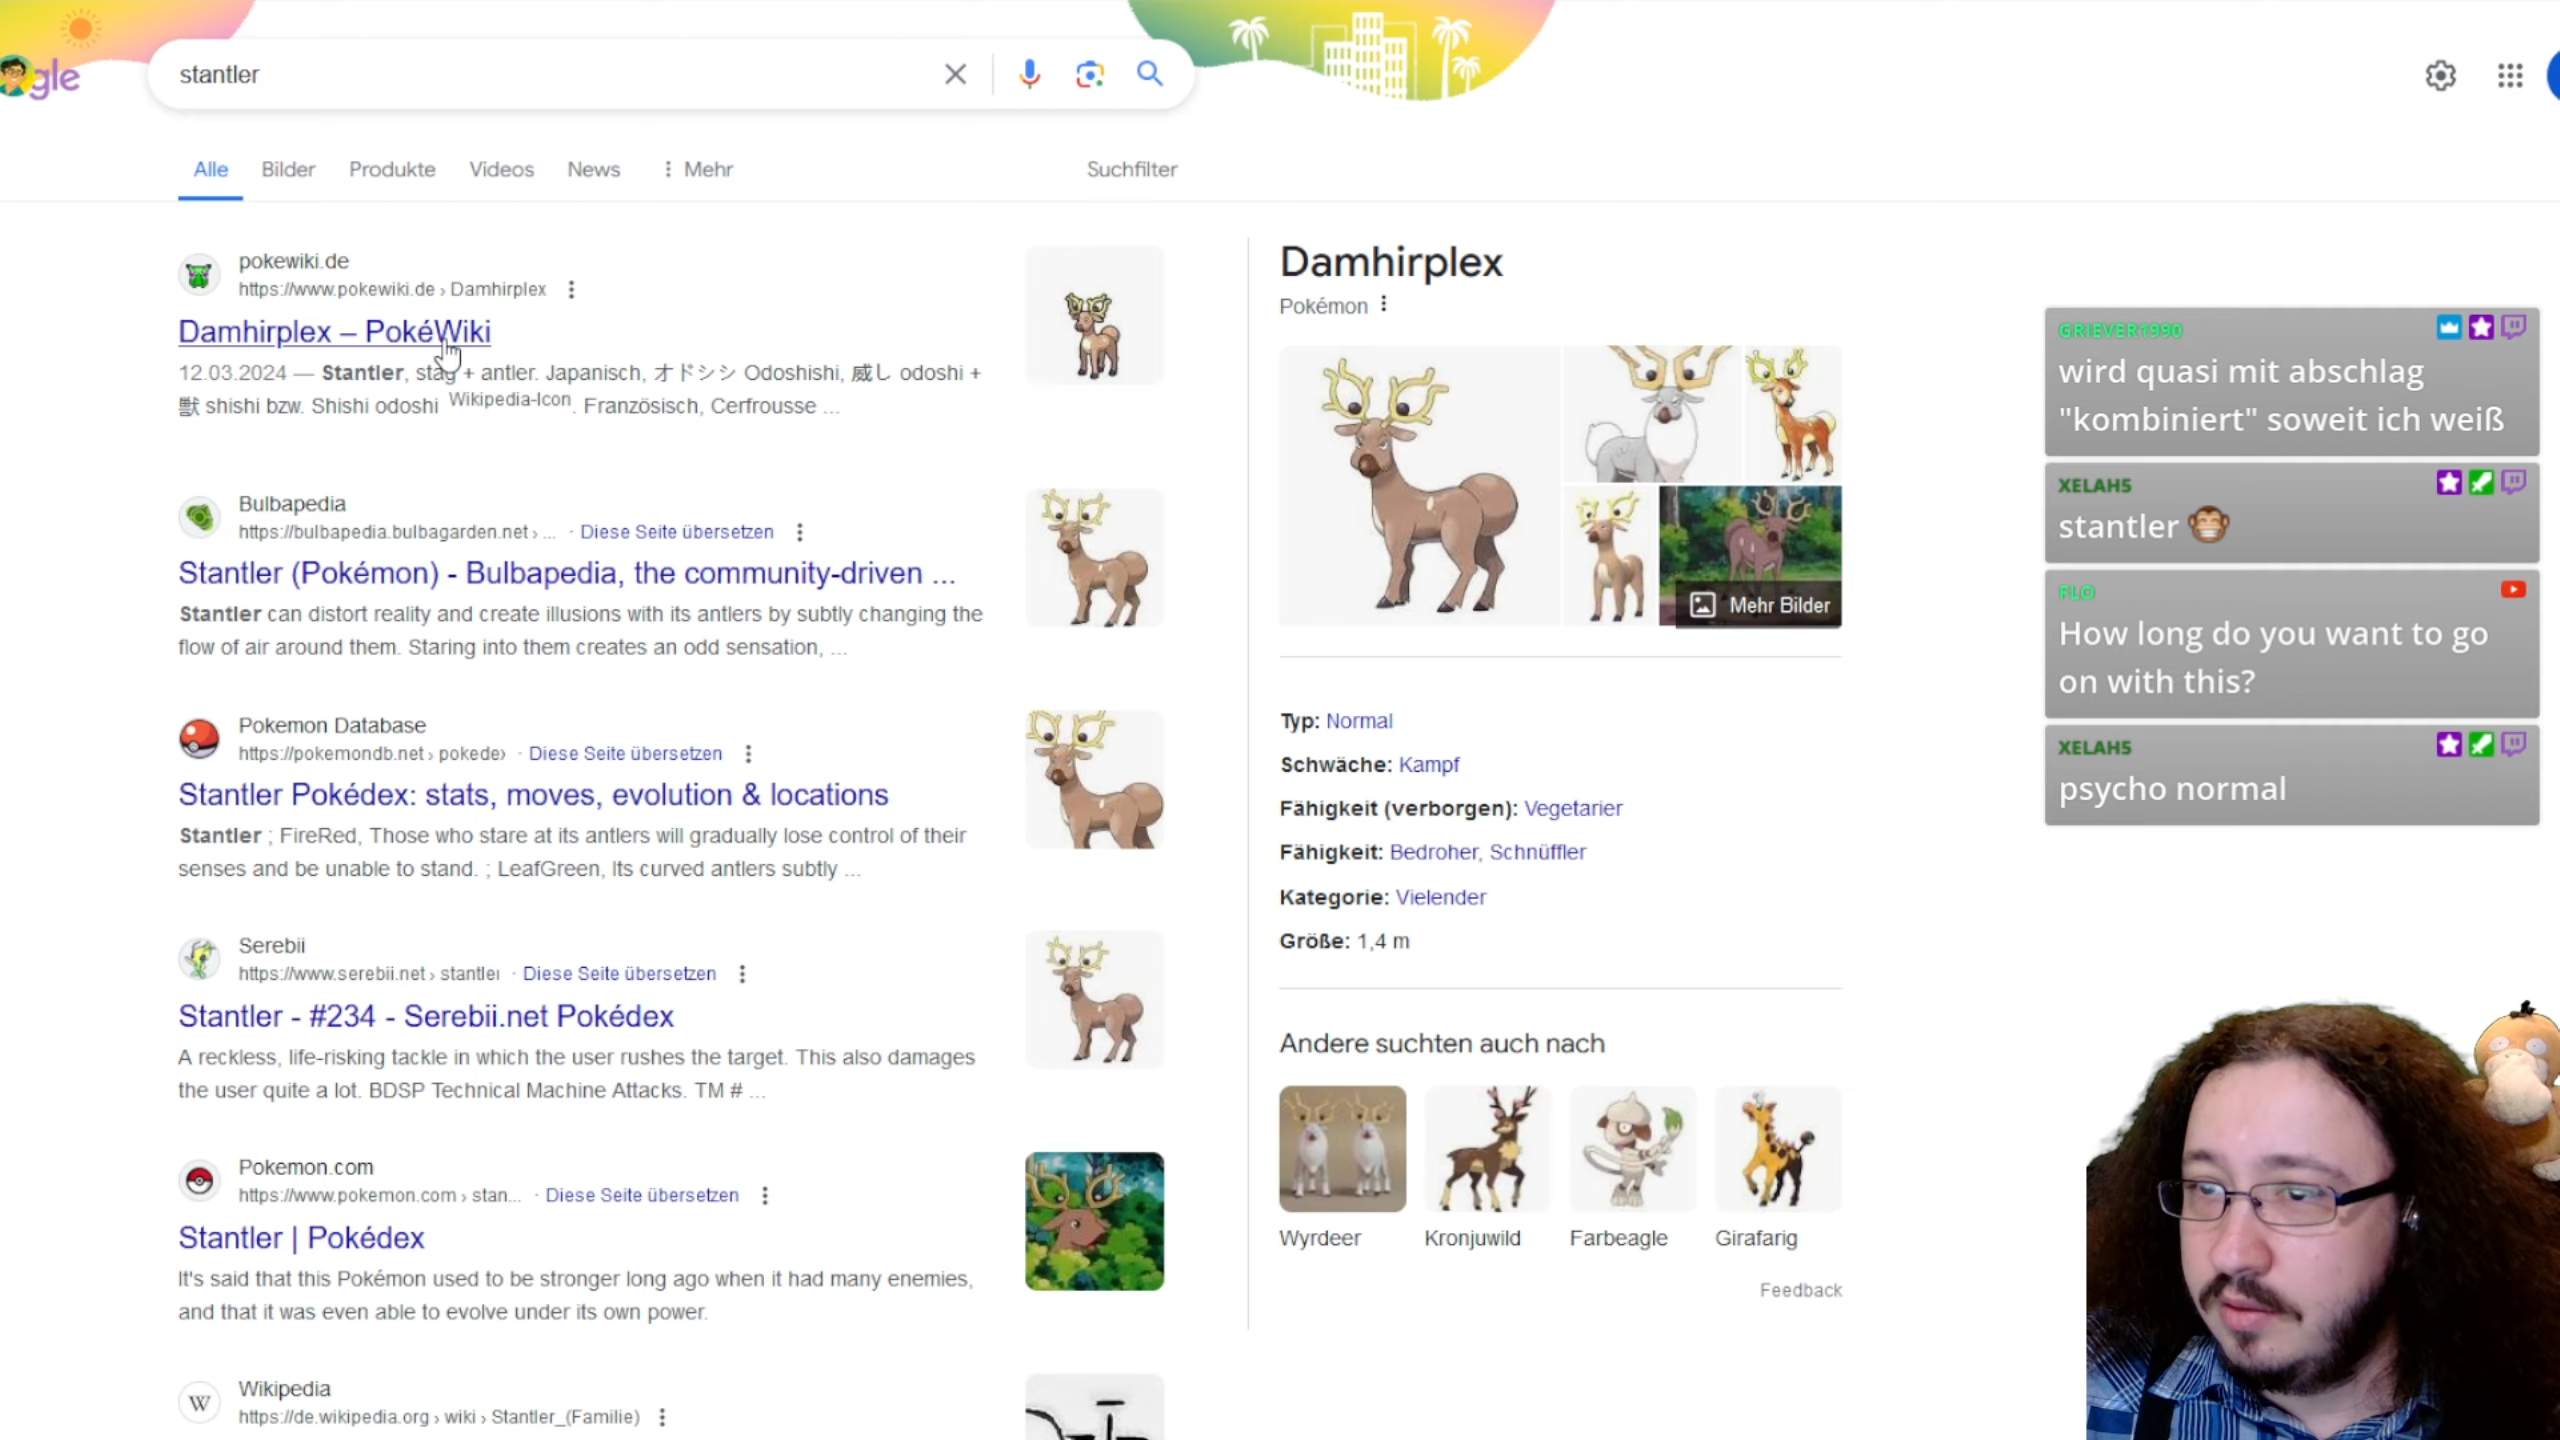 gle
stantler
Alle
Bilder
Produkte
Videos
News
Mehr
Suchfilter
pokewiki.de
https://www.pokewiki.de › Damhirplex
Damhirplex – PokéWiki
12.03.2024 — Stantler, stag + antler. Japanisch, オドシシ Odoshishi, 威し odoshi +
獣 shishi bzw. Shishi odoshi Wikipedia-Icon. Französisch, Cerfrousse ...
Bulbapedia
https://bulbapedia.bulbagarden.net › ... · Diese Seite übersetzen
Stantler (Pokémon) - Bulbapedia, the community-driven ...
Stantler can distort reality and create illusions with its antlers by subtly changing the
flow of air around them. Staring into them creates an odd sensation, ...
Pokemon Database
https://pokemondb.net › pokede› · Diese Seite übersetzen
Stantler Pokédex: stats, moves, evolution & locations
Stantler ; FireRed, Those who stare at its antlers will gradually lose control of their
senses and be unable to stand. ; LeafGreen, Its curved antlers subtly ...
Serebii
https://www.serebii.net › stantler · Diese Seite übersetzen
Stantler - #234 - Serebii.net Pokédex
A reckless, life-risking tackle in which the user rushes the target. This also damages
the user quite a lot. BDSP Technical Machine Attacks. TM # ...
Pokemon.com
https://www.pokemon.com › stan... · Diese Seite übersetzen
Stantler | Pokédex
It's said that this Pokémon used to be stronger long ago when it had many enemies,
and that it was even able to evolve under its own power.
W
Wikipedia
https://de.wikipedia.org › wiki › Stantler_(Familie)
Damhirplex
Pokémon
Mehr Bilder
Typ: Normal
Schwäche: Kampf
Fähigkeit (verborgen): Vegetarier
Fähigkeit: Bedroher, Schnüffler
Kategorie: Vielender
Größe: 1,4 m
Andere suchten auch nach
Wyrdeer
Kronjuwild
Farbeagle
Girafarig
Feedback
GRIEVER1990
wird quasi mit abschlag
"kombiniert" soweit ich weiß
XELAH5
stantler
FLO
How long do you want to go
on with this?
XELAH5
psycho normal